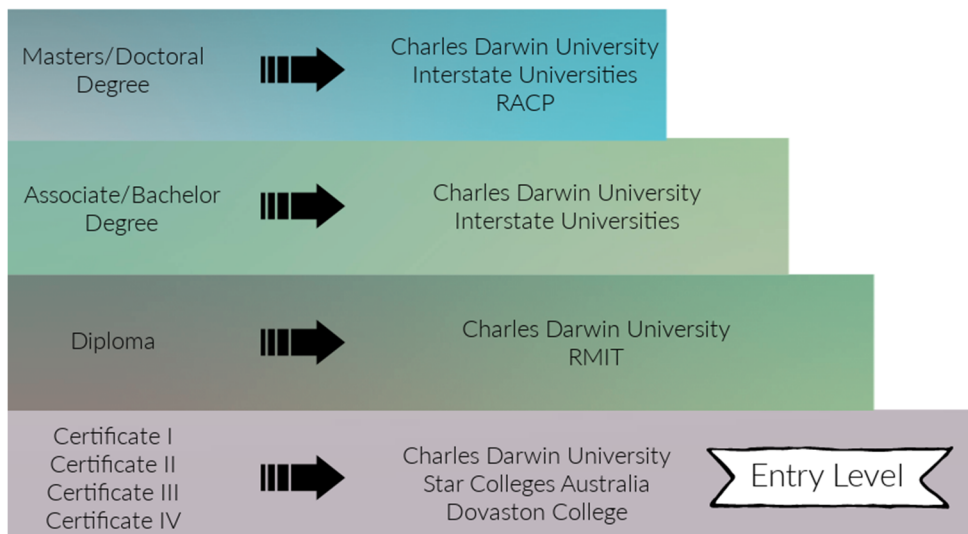 Masters/Doctoral
Degree
Charles Darwin University
Interstate Universities
RACP
Associate/Bachelor
Degree
Charles Darwin University
Interstate Universities
Diploma
Charles Darwin University
RMIT
Certificate I
Certificate II
Certificate III
Certificate IV
Charles Darwin University
Star Colleges Australia
Dovaston College
Entry Level